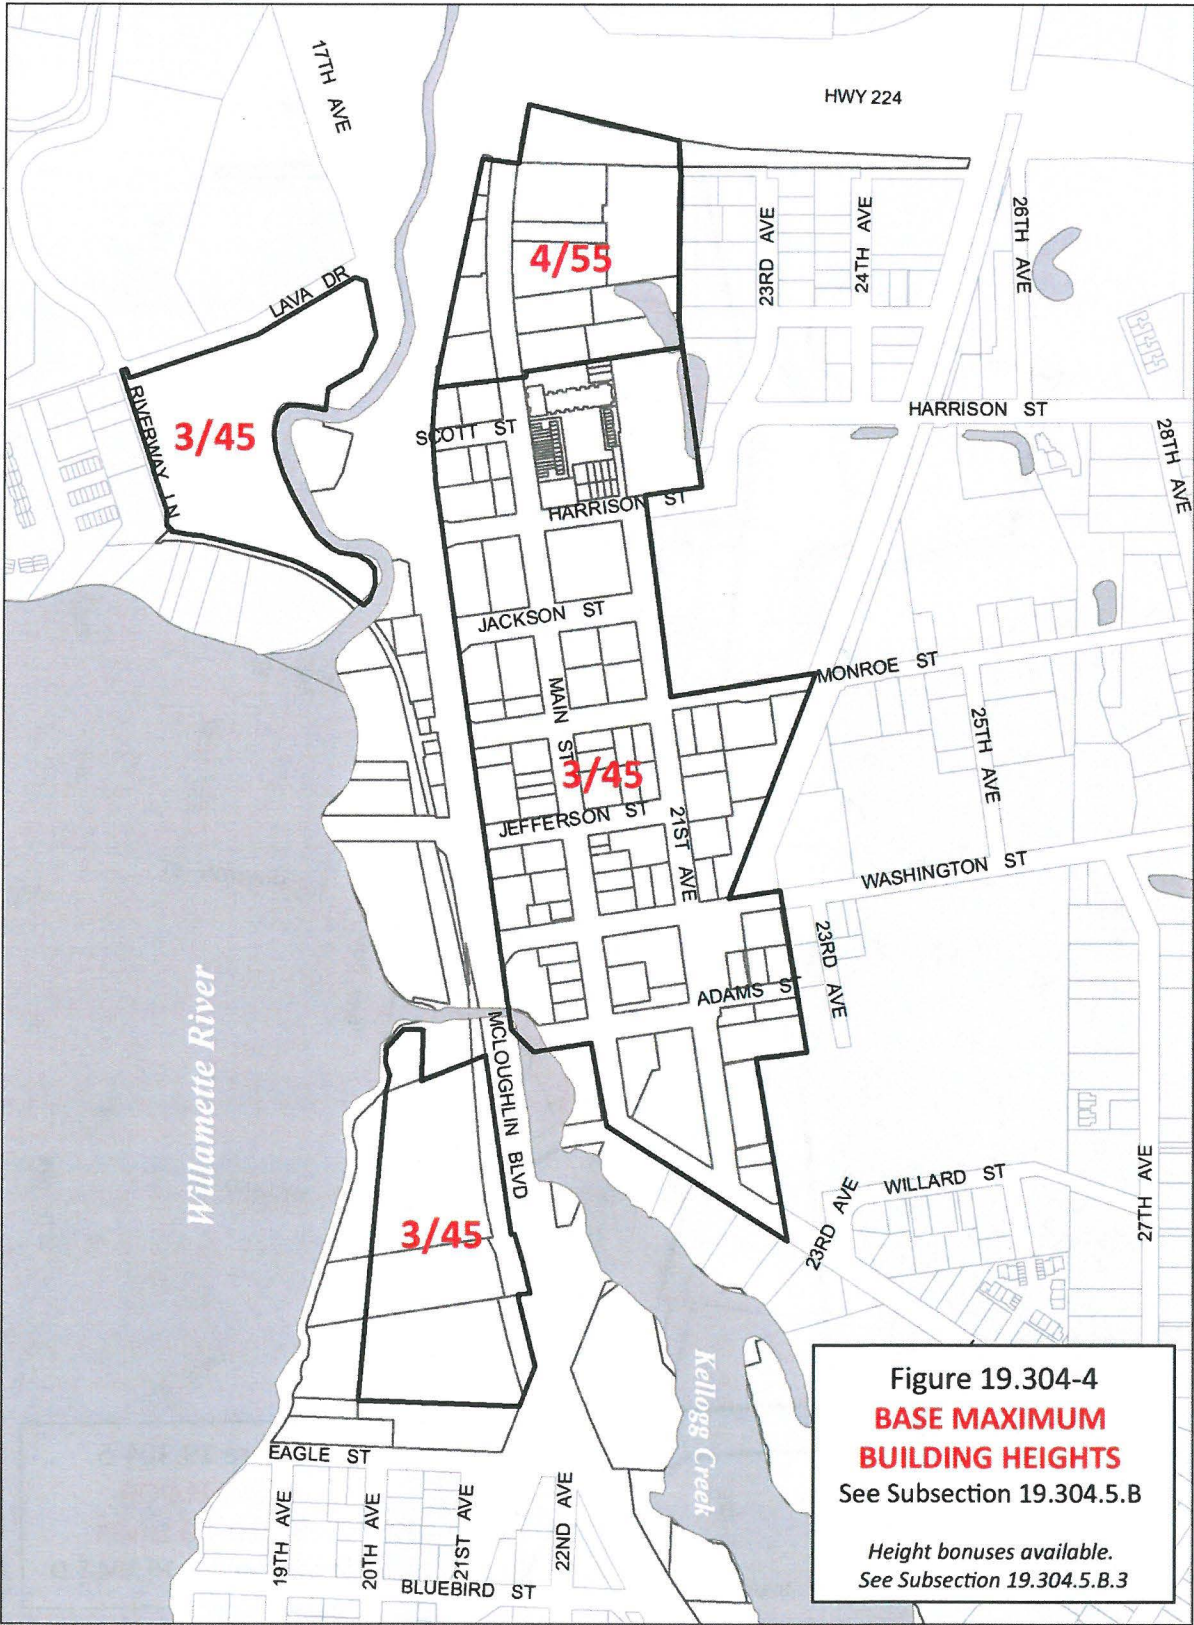 17TH AVE
HWY 224
23RD AVE
24TH AVE
26TH AVE
4/55
LAVA DR
RIVERWAY LN
3/45
SCOTT ST
HARRISON ST
28TH AVE
HARRISON ST
JACKSON ST
MONROE ST
MAIN ST
25TH AVE
3/45
JEFFERSON ST
21ST AVE
WASHINGTON ST
23RD AVE
ADAMS ST
Willamette River
MCLOUGHLIN BLVD
WILLARD ST
27TH AVE
23RD AVE
3/45
Kellogg Creek
EAGLE ST
19TH AVE
20TH AVE
21ST AVE
22ND AVE
BLUEBIRD ST
Figure 19.304-4
BASE MAXIMUM
BUILDING HEIGHTS
See Subsection 19.304.5.B
Height bonuses available.
See Subsection 19.304.5.B.3